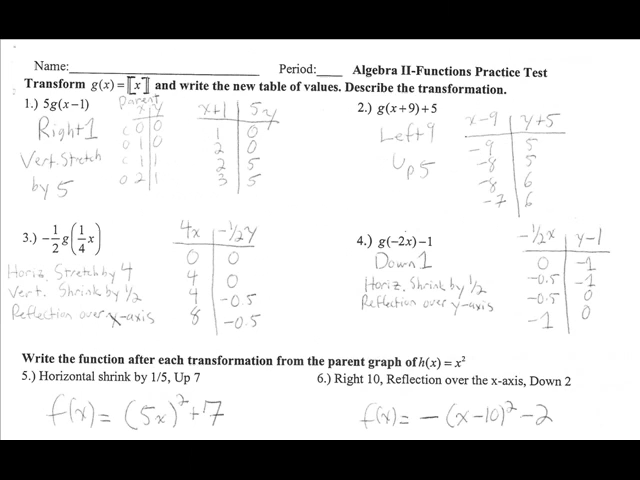 Name:____________ Period:____ Algebra II-Functions Practice Test
Transform g(x) = [[x]] and write the new table of values. Describe the transformation.
1.) 5g(x−1)
Parent
x y
c 0 0
0 1 0
c 1 1
0 2 1
x+1 5y
1 0
2 0
2 5
3 5
Right 1
Vert. Stretch
by 5
2.) g(x+9)+5
Left 9
Up 5
x-9 y+5
-9 5
-8 5
-8 6
-7 6
3.) −1/2 g(1/4 x)
Horiz. Stretch by 4
Vert. Shrink by 1/2
Reflection over x-axis
4x -1/2y
0 0
4 0
4 -0.5
8 -0.5
4.) g(−2x)−1
Down 1
Horiz. Shrink by 1/2
Reflection over y-axis
-1/2x y-1
0 -1
-0.5 -1
-0.5 0
-1 0
Write the function after each transformation from the parent graph of h(x) = x²
5.) Horizontal shrink by 1/5, Up 7
f(x) = (5x)² + 7
6.) Right 10, Reflection over the x-axis, Down 2
f(x) = -(x-10)² - 2